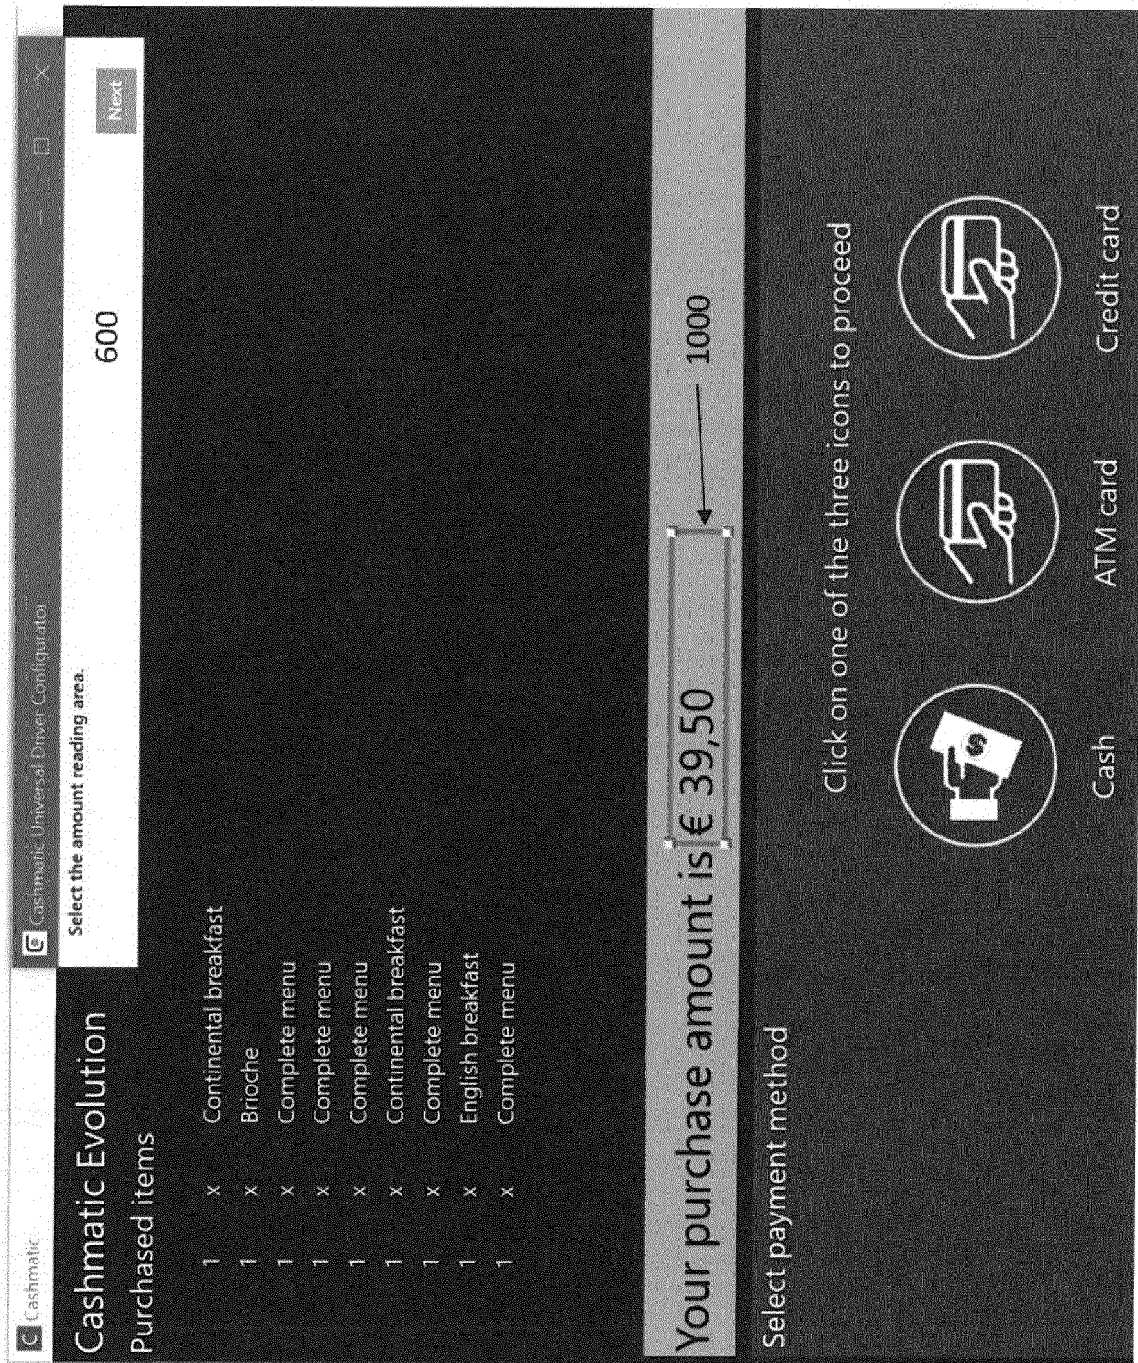 Cashmatic
Cashmatic Universal Driver Configurator
Select the amount reading area.
600
Next
Cashmatic Evolution
Purchased items
1 x Continental breakfast
1 x Brioche
1 x Complete menu
1 x Complete menu
1 x Complete menu
1 x Continental breakfast
1 x Complete menu
1 x English breakfast
1 x Complete menu
Your purchase amount is € 39,50
1000
Select payment method
Click on one of the three icons to proceed
Cash
ATM card
Credit card